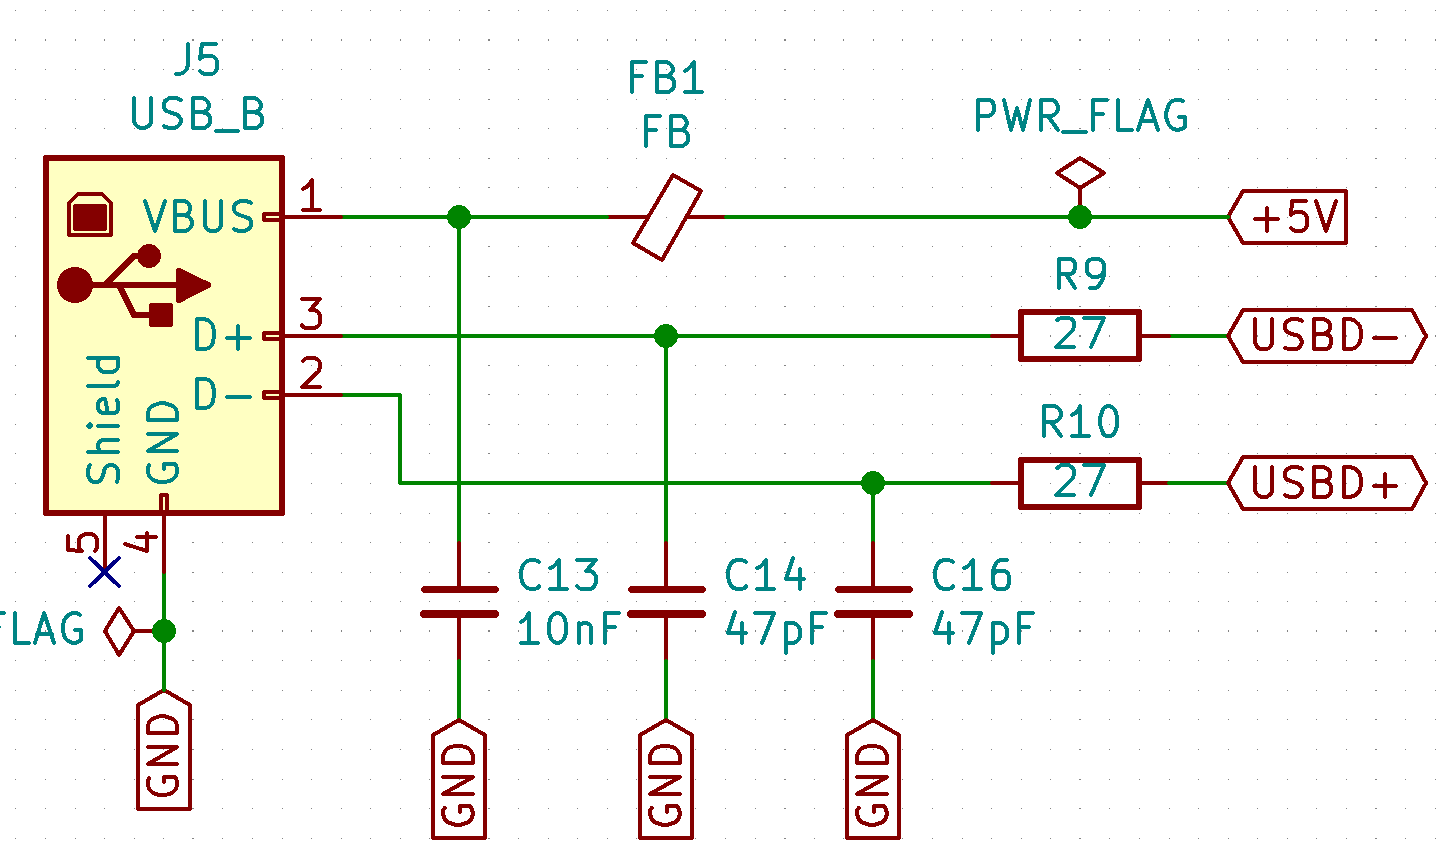 J5
USB_B
FB1
FB
PWR_FLAG
1
VBUS
+5V
R9
3
D+
27
USBD-
2
D-
Shield
GND
R10
27
USBD+
5
4
C13
10nF
C14
47pF
C16
47pF
FLAG
GND
GND
GND
GND